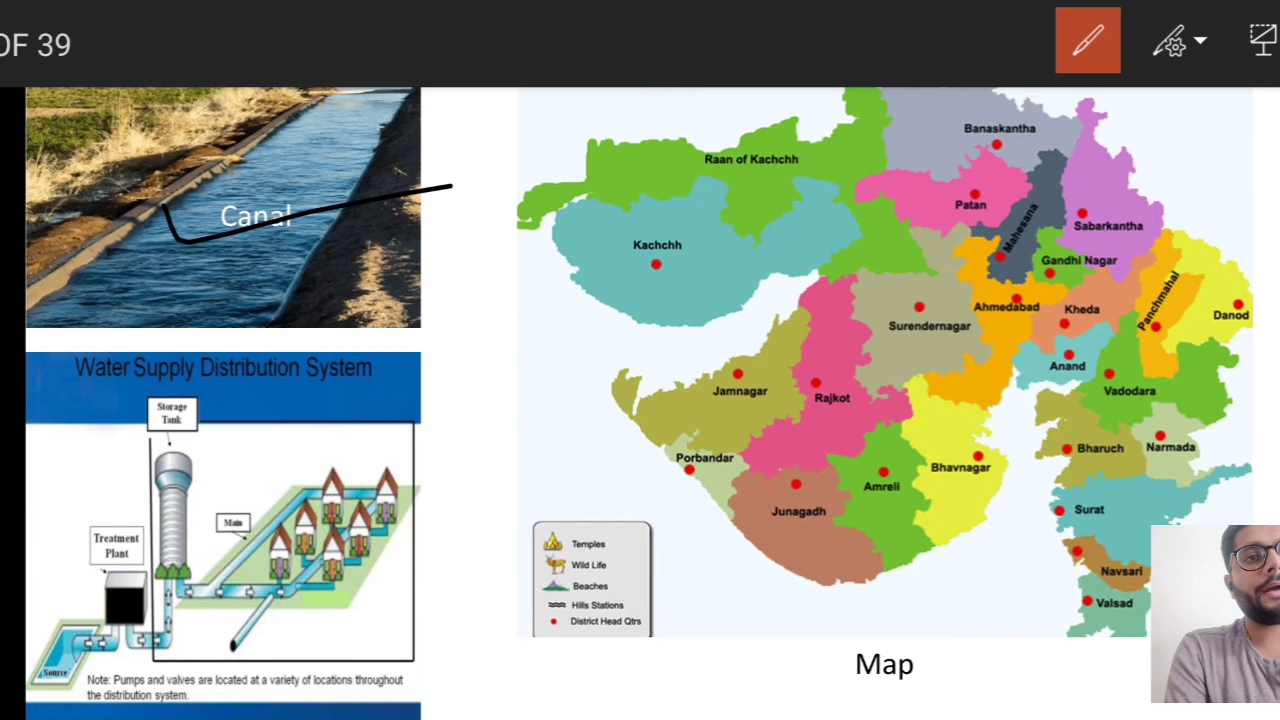 OF 39
Canal
Water Supply Distribution System
Storage
Tank
Main
Treatment
Plant
Source
Note: Pumps and valves are located at a variety of locations throughout
the distribution system.
Banaskantha
Raan of Kachchh
Patan
Mahesana
Sabarkantha
Kachchh
Gandhi Nagar
Panchmahal
Ahmedabad
Kheda
Danod
Surendernagar
Anand
Jamnagar
Rajkot
Vadodara
Porbandar
Bhavnagar
Bharuch
Narmada
Amreli
Junagadh
Surat
Navsari
Valsad
Temples
Wild Life
Beaches
Hills Stations
District Head Qtrs
Map